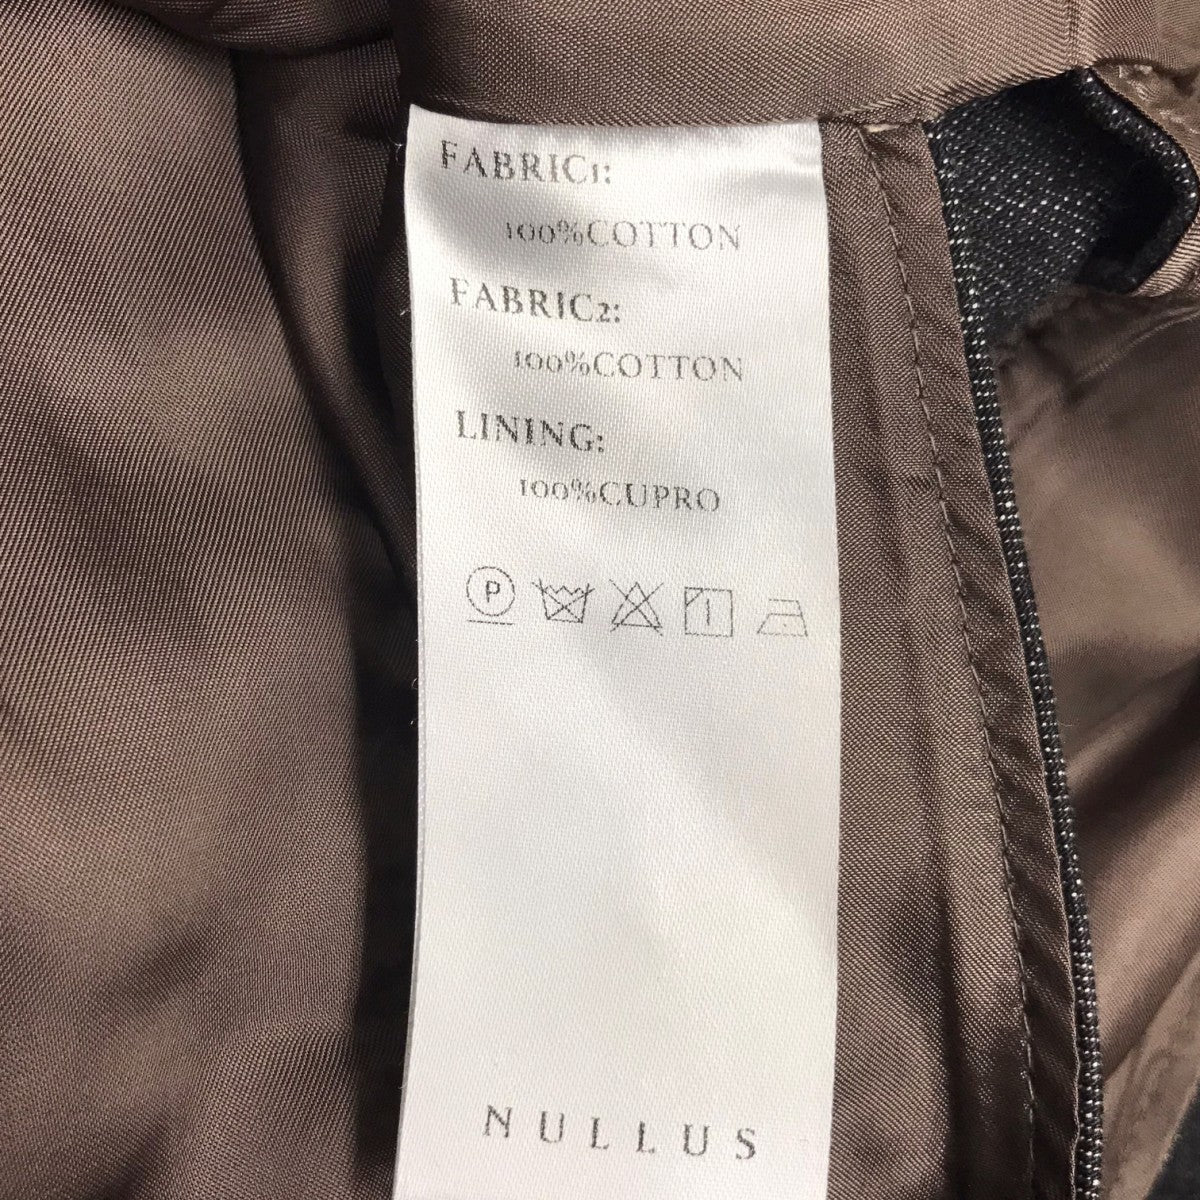 FABRIC1:
100%COTTON
FABRIC2:
100%COTTON
LINING:
100%CUPRO
P
NULLUS